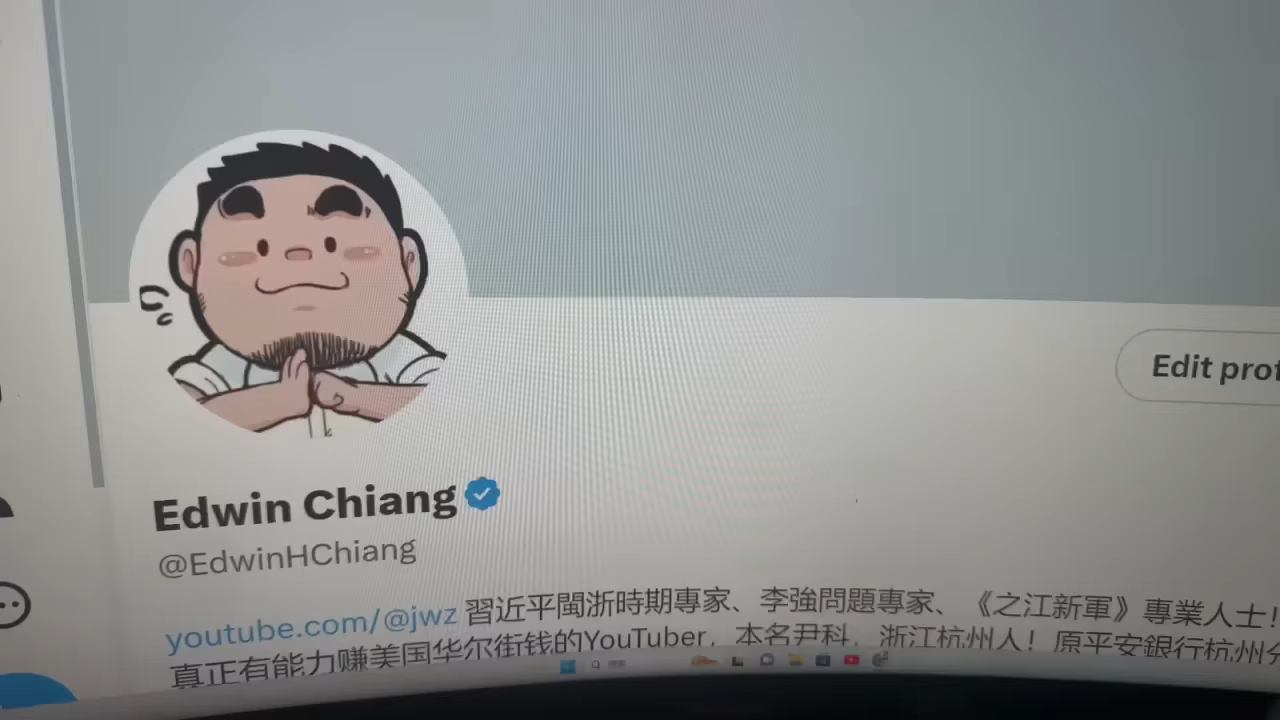 Edit prof
Edwin Chiang
@EdwinHChiang
youtube.com/@jwz 習近平閩浙時期專家、李強問題專家、《之江新軍》專業人士！
真正有能力赚美国华尔街钱的YouTuber，本名尹科，浙江杭州人！原平安銀行杭州分